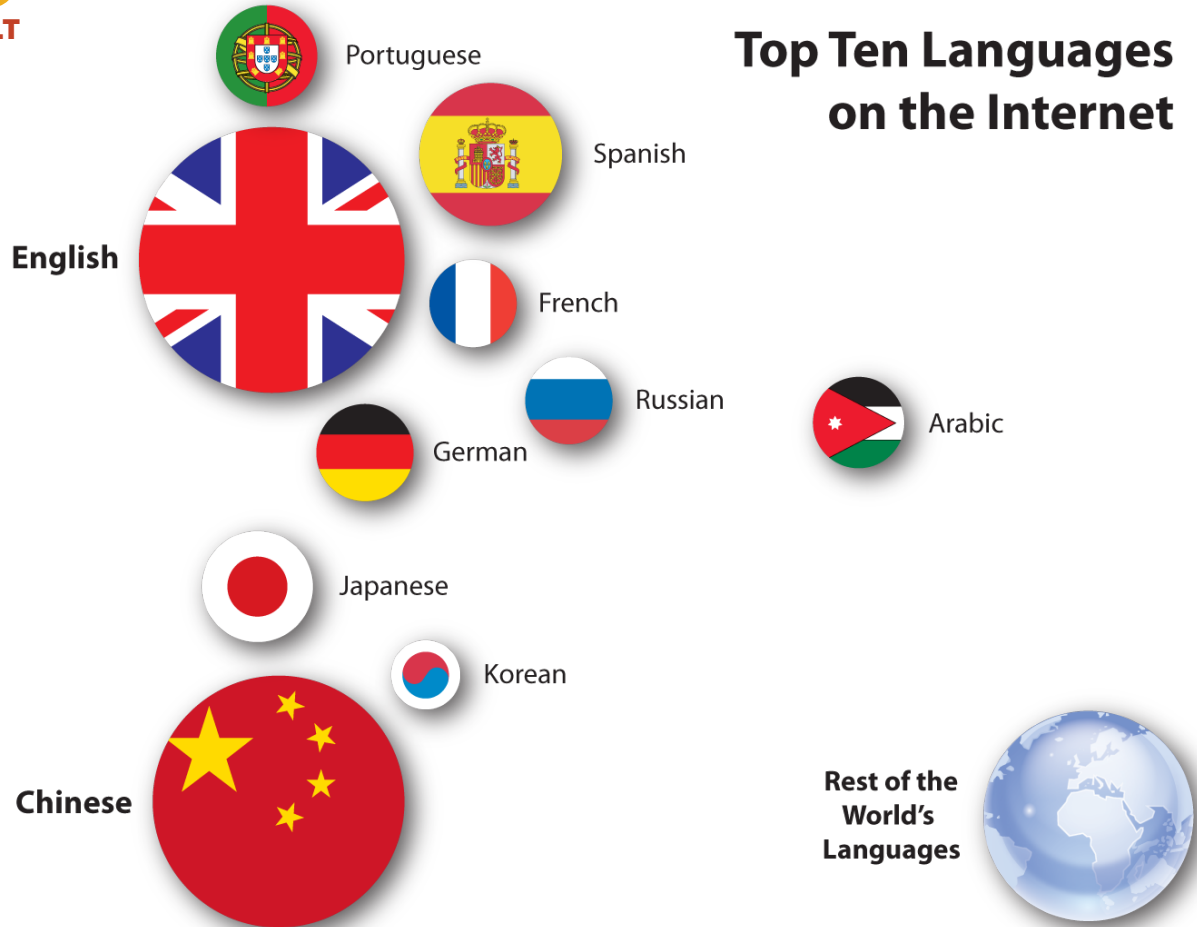 LT
Top Ten Languages
on the Internet
Portuguese
Spanish
English
French
Russian
Arabic
German
Japanese
Korean
Chinese
Rest of the
World's
Languages